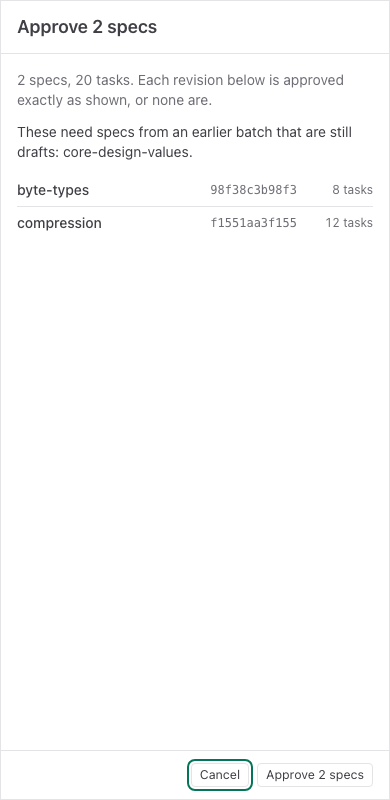 Approve 2 specs
2 specs, 20 tasks. Each revision below is approved
exactly as shown, or none are.
These need specs from an earlier batch that are still
drafts: core-design-values.
byte-types 98f38c3b98f3 8 tasks
compression f1551aa3f155 12 tasks
Cancel Approve 2 specs